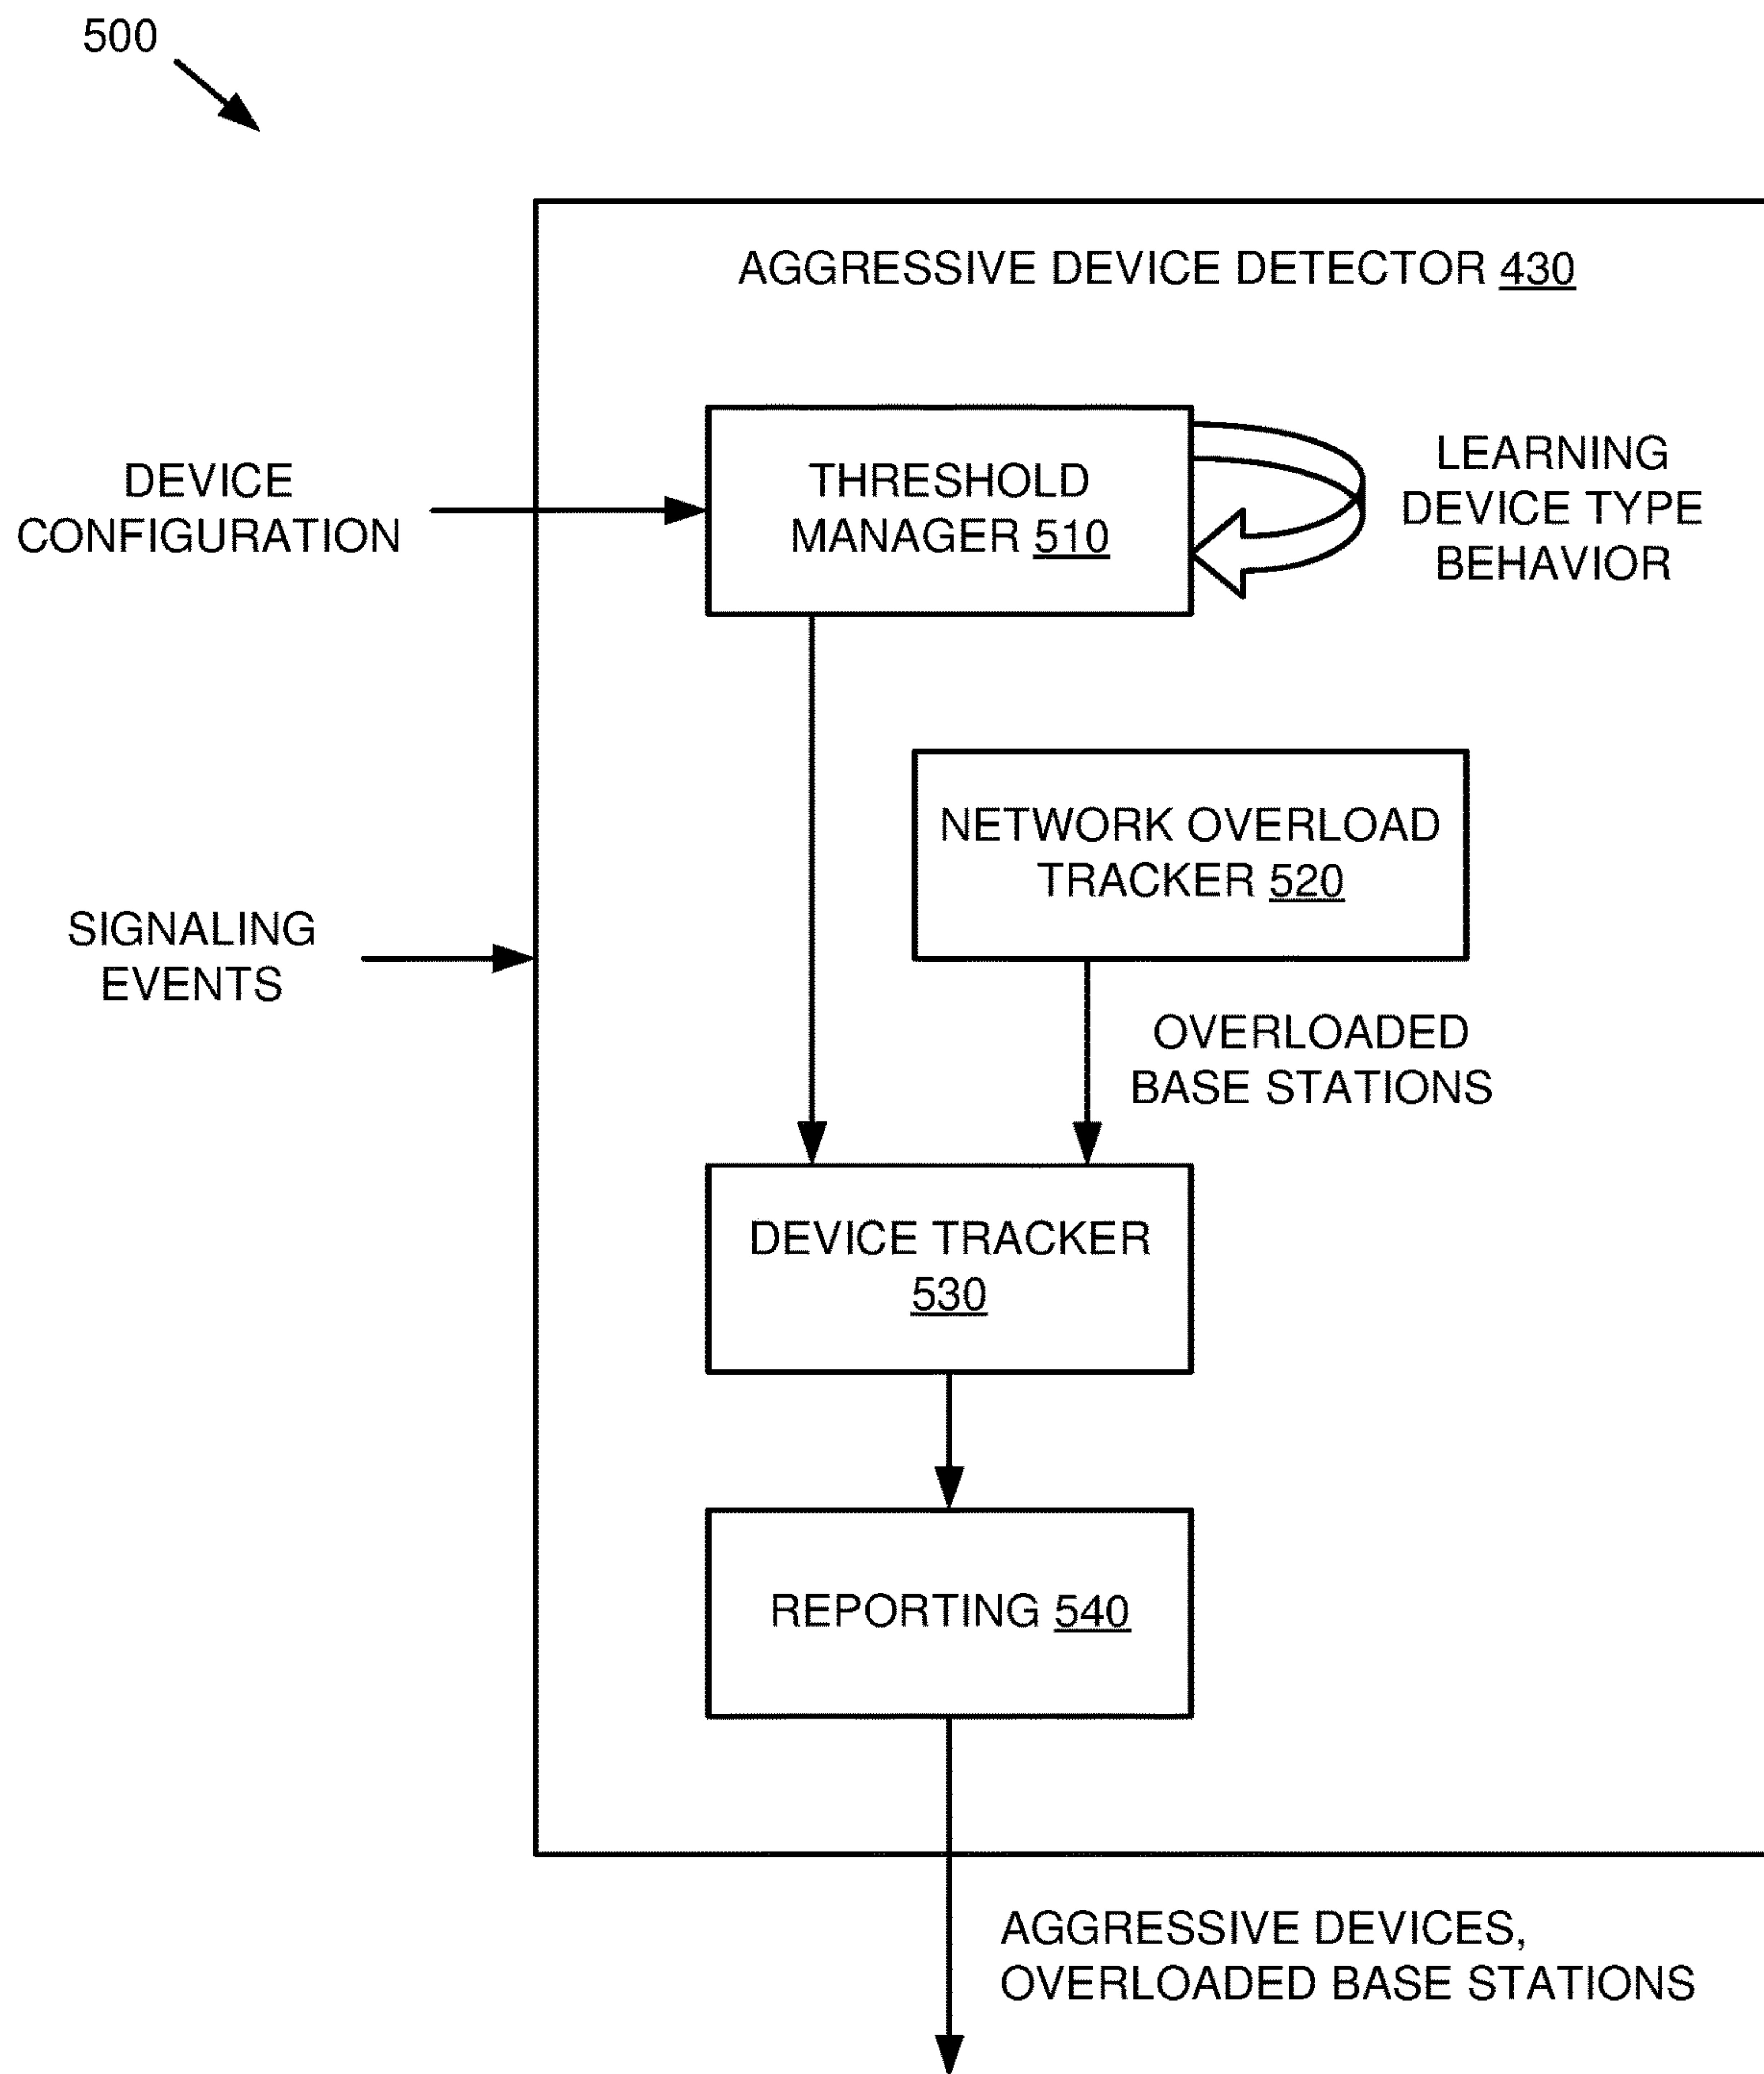 500
AGGRESSIVE DEVICE DETECTOR 430
DEVICE
CONFIGURATION
THRESHOLD
MANAGER 510
LEARNING
DEVICE TYPE
BEHAVIOR
NETWORK OVERLOAD
TRACKER 520
SIGNALING
EVENTS
OVERLOADED
BASE STATIONS
DEVICE TRACKER
530
REPORTING 540
AGGRESSIVE DEVICES,
OVERLOADED BASE STATIONS